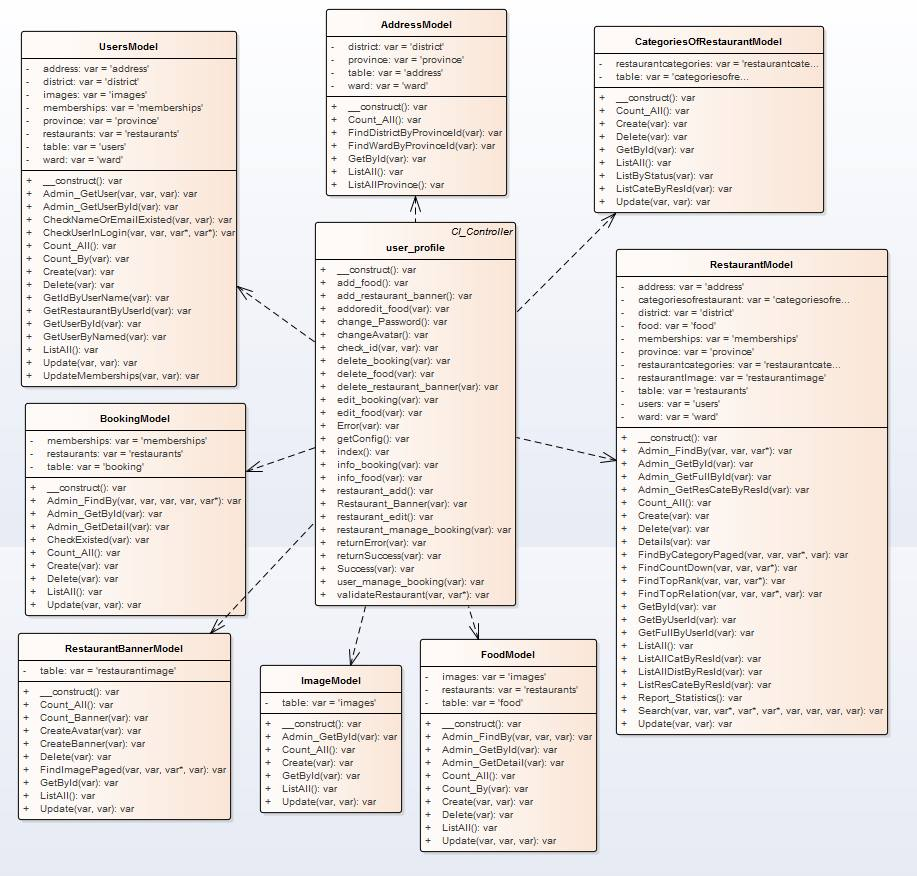 UsersModel
- address: var = 'address'
- district: var = 'district'
- images: var = 'images'
- memberships: var = 'memberships'
- province: var = 'province'
- restaurants: var = 'restaurants'
- table: var = 'users'
- ward: var = 'ward'
+ __construct(): var
+ Admin_GetUser(var, var, var): var
+ Admin_GetUserById(var): var
+ CheckNameOrEmailExisted(var, var): var
+ CheckUserInLogin(var, var, var*, var*): var
+ Count_All(): var
+ Count_By(var): var
+ Create(var): var
+ Delete(var): var
+ GetIdByUserName(var): var
+ GetRestaurantByUserId(var): var
+ GetUserById(var): var
+ GetUserByNamed(var): var
+ ListAll(): var
+ Update(var, var): var
+ UpdateMemberships(var, var): var
AddressModel
- district: var = 'district'
- province: var = 'province'
- table: var = 'address'
- ward: var = 'ward'
+ __construct(): var
+ Count_All(): var
+ FindDistrictByProvinceId(var): var
+ FindWardByProvinceId(var): var
+ GetById(var): var
+ ListAll(): var
+ ListAllProvince(): var
CategoriesOfRestaurantModel
- restaurantcategories: var = 'restaurantcate...
- table: var = 'categoriesofre...
+ __construct(): var
+ Count_All(): var
+ Create(var): var
+ Delete(var): var
+ GetById(var): var
+ ListAll(): var
+ ListByStatus(var): var
+ ListCateByResId(var): var
+ Update(var, var): var
CI_Controller
user_profile
+ __construct(): var
+ add_food(): var
+ add_restaurant_banner(): var
+ addoredit_food(var): var
+ change_Password(): var
+ changeAvatar(): var
+ check_id(var, var): var
+ delete_booking(var): var
+ delete_food(var): var
+ delete_restaurant_banner(var): var
+ edit_booking(var): var
+ edit_food(var): var
+ Error(var): var
+ getConfig(): var
+ index(): var
+ info_booking(var): var
+ info_food(var): var
+ restaurant_add(): var
+ Restaurant_Banner(var): var
+ restaurant_edit(): var
+ restaurant_manage_booking(var): var
+ returnError(var): var
+ returnSuccess(var): var
+ Success(var): var
+ user_manage_booking(): var
+ validateRestaurant(var, var*): var
RestaurantModel
- address: var = 'address'
- categoriesofrestaurant: var = 'categoriesofre...
- district: var = 'district'
- food: var = 'food'
- memberships: var = 'memberships'
- province: var = 'province'
- restaurantcategories: var = 'restaurantcate...
- restaurantImage: var = 'restaurantimage'
- table: var = 'restaurants'
- users: var = 'users'
- ward: var = 'ward'
+ __construct(): var
+ Admin_FindBy(var, var, var*): var
+ Admin_GetById(var): var
+ Admin_GetFullById(var): var
+ Admin_GetResCateByResId(var): var
+ Count_All(): var
+ Create(var): var
+ Delete(var): var
+ Details(var): var
+ FindByCategoryPaged(var, var, var*, var): var
+ FindCountDown(var, var, var*): var
+ FindTopRank(var, var, var*): var
+ FindTopRelation(var, var, var*, var): var
+ GetById(var): var
+ GetByUserId(var): var
+ GetFullByUserId(var): var
+ ListAll(): var
+ ListAllCatByResId(var): var
+ ListAllDistByResId(var): var
+ ListResCateByResId(var): var
+ Report_Statistics(): var
+ Search(var, var, var*, var*, var*, var, var, var, var): var
+ Update(var, var): var
BookingModel
- memberships: var = 'memberships'
- restaurants: var = 'restaurants'
- table: var = 'booking'
+ __construct(): var
+ Admin_FindBy(var, var, var, var, var*): var
+ Admin_GetById(var): var
+ Admin_GetDetail(var): var
+ CheckExisted(var): var
+ Count_All(): var
+ Create(var): var
+ Delete(var): var
+ ListAll(): var
+ Update(var, var): var
RestaurantBannerModel
- table: var = 'restaurantimage'
+ __construct(): var
+ Count_All(): var
+ Count_Banner(var): var
+ CreateAvatar(var): var
+ CreateBanner(var): var
+ Delete(var): var
+ FindImagePaged(var, var, var*, var): var
+ GetById(var): var
+ ListAll(): var
+ Update(var, var): var
ImageModel
- table: var = 'images'
+ __construct(): var
+ Admin_GetById(var): var
+ Count_All(): var
+ Create(var): var
+ GetById(var): var
+ ListAll(): var
+ Update(var, var): var
FoodModel
- images: var = 'images'
- restaurants: var = 'restaurants'
- table: var = 'food'
+ __construct(): var
+ Admin_FindBy(var, var, var): var
+ Admin_GetById(var): var
+ Admin_GetDetail(var): var
+ Count_All(): var
+ Count_By(var): var
+ Create(var, var): var
+ Delete(var): var
+ ListAll(): var
+ Update(var, var, var): var